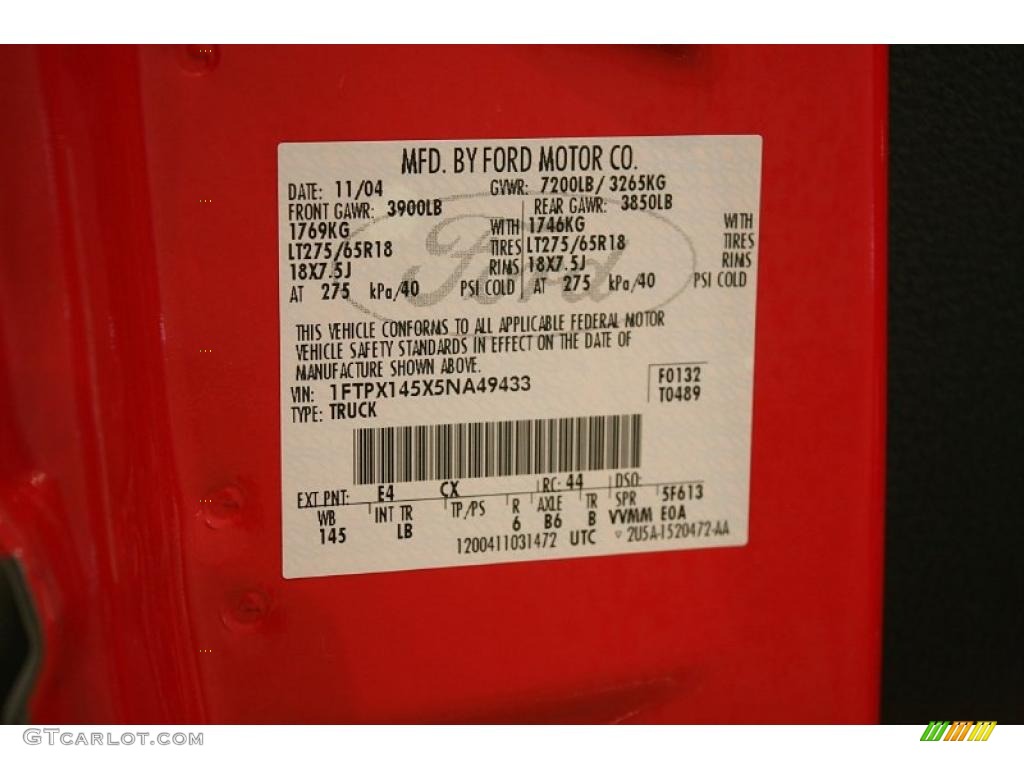 MFD. BY FORD MOTOR CO.
DATE: 11/04 GVWR: 7200LB/ 3265KG
FRONT GAWR: 3900LB REAR GAWR: 3850LB
1769KG WITH 1746KG WITH
LT275/65R18 TIRES LT275/65R18 TIRES
18X7.5J RIMS 18X7.5J RIMS
AT 275 kPa/40 PSI COLD AT 275 kPa/40 PSI COLD
Ford
THIS VEHICLE CONFORMS TO ALL APPLICABLE FEDERAL MOTOR
VEHICLE SAFETY STANDARDS IN EFFECT ON THE DATE OF
MANUFACTURE SHOWN ABOVE.
VIN: 1FTPX145X5NA49433
TYPE: TRUCK
F0132
T0489
EXT PNT: E4 CX RC: 44 DSO:
WB INT TR TP/PS R AXLE TR SPR 5F613
145 LB 6 B6 B VVMM E0A
1200411031472 UTC ▽ 2U5A-1520472-AA
GTCARLOT.COM